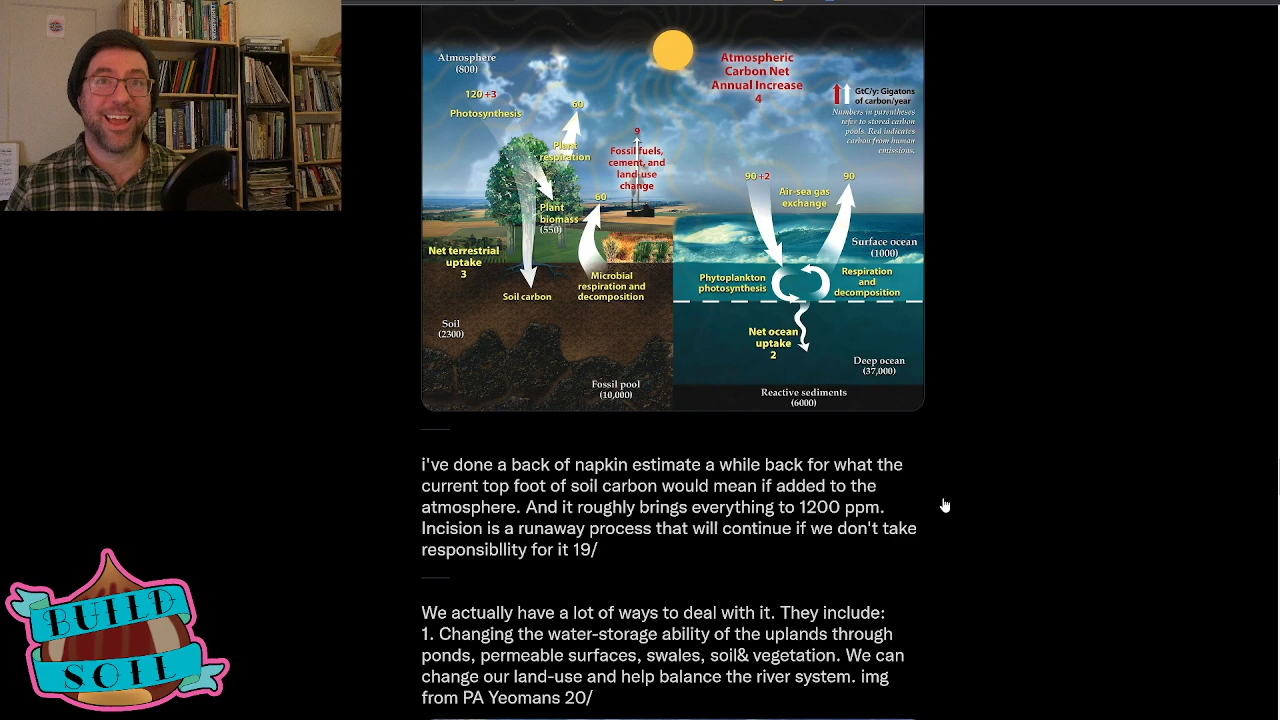 Atmosphere
(800)
120+3
Photosynthesis
60
Plant
respiration
9
Fossil fuels,
cement, and
land-use
change
Atmospheric
Carbon Net
Annual Increase
4
GtC/y: Gigatons
of carbon/year
Numbers in parentheses
refer to stored carbon
pools. Red indicates
carbon from human
emissions.
90+2
Air-sea gas
exchange
90
Plant
biomass
(550)
60
Net terrestrial
uptake
3
Soil carbon
Microbial
respiration and
decomposition
Surface ocean
(1000)
Phytoplankton
photosynthesis
Respiration
and
decomposition
Soil
(2300)
Net ocean
uptake
2
Deep ocean
(37,000)
Fossil pool
(10,000)
Reactive sediments
(6000)
i've done a back of napkin estimate a while back for what the
current top foot of soil carbon would mean if added to the
atmosphere. And it roughly brings everything to 1200 ppm.
Incision is a runaway process that will continue if we don't take
responsibllity for it 19/
We actually have a lot of ways to deal with it. They include:
1. Changing the water-storage ability of the uplands through
ponds, permeable surfaces, swales, soil& vegetation. We can
change our land-use and help balance the river system. img
from PA Yeomans 20/
BUILD
SOIL